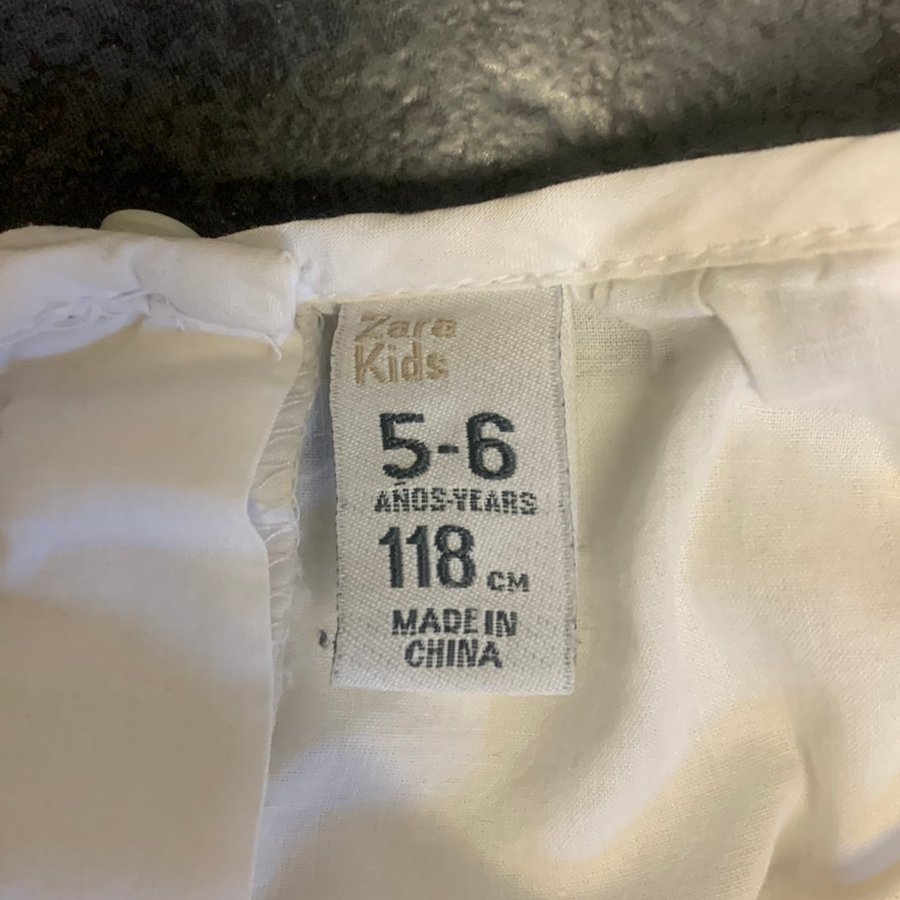 Zara
Kids
5-6
AÑOS-YEARS
118 CM
MADE IN
CHINA